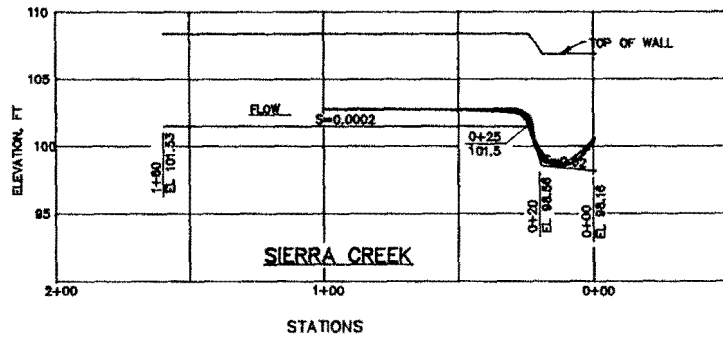 110
TOP OF WALL
105
ELEVATION, FT
FLOW
S=0.0002
0+25
101.5
100
1+60
EL 101.53
0+20
EL 98.56
0+00
EL 98.16
95
SIERRA CREEK
2+00
1+00
0+00
STATIONS